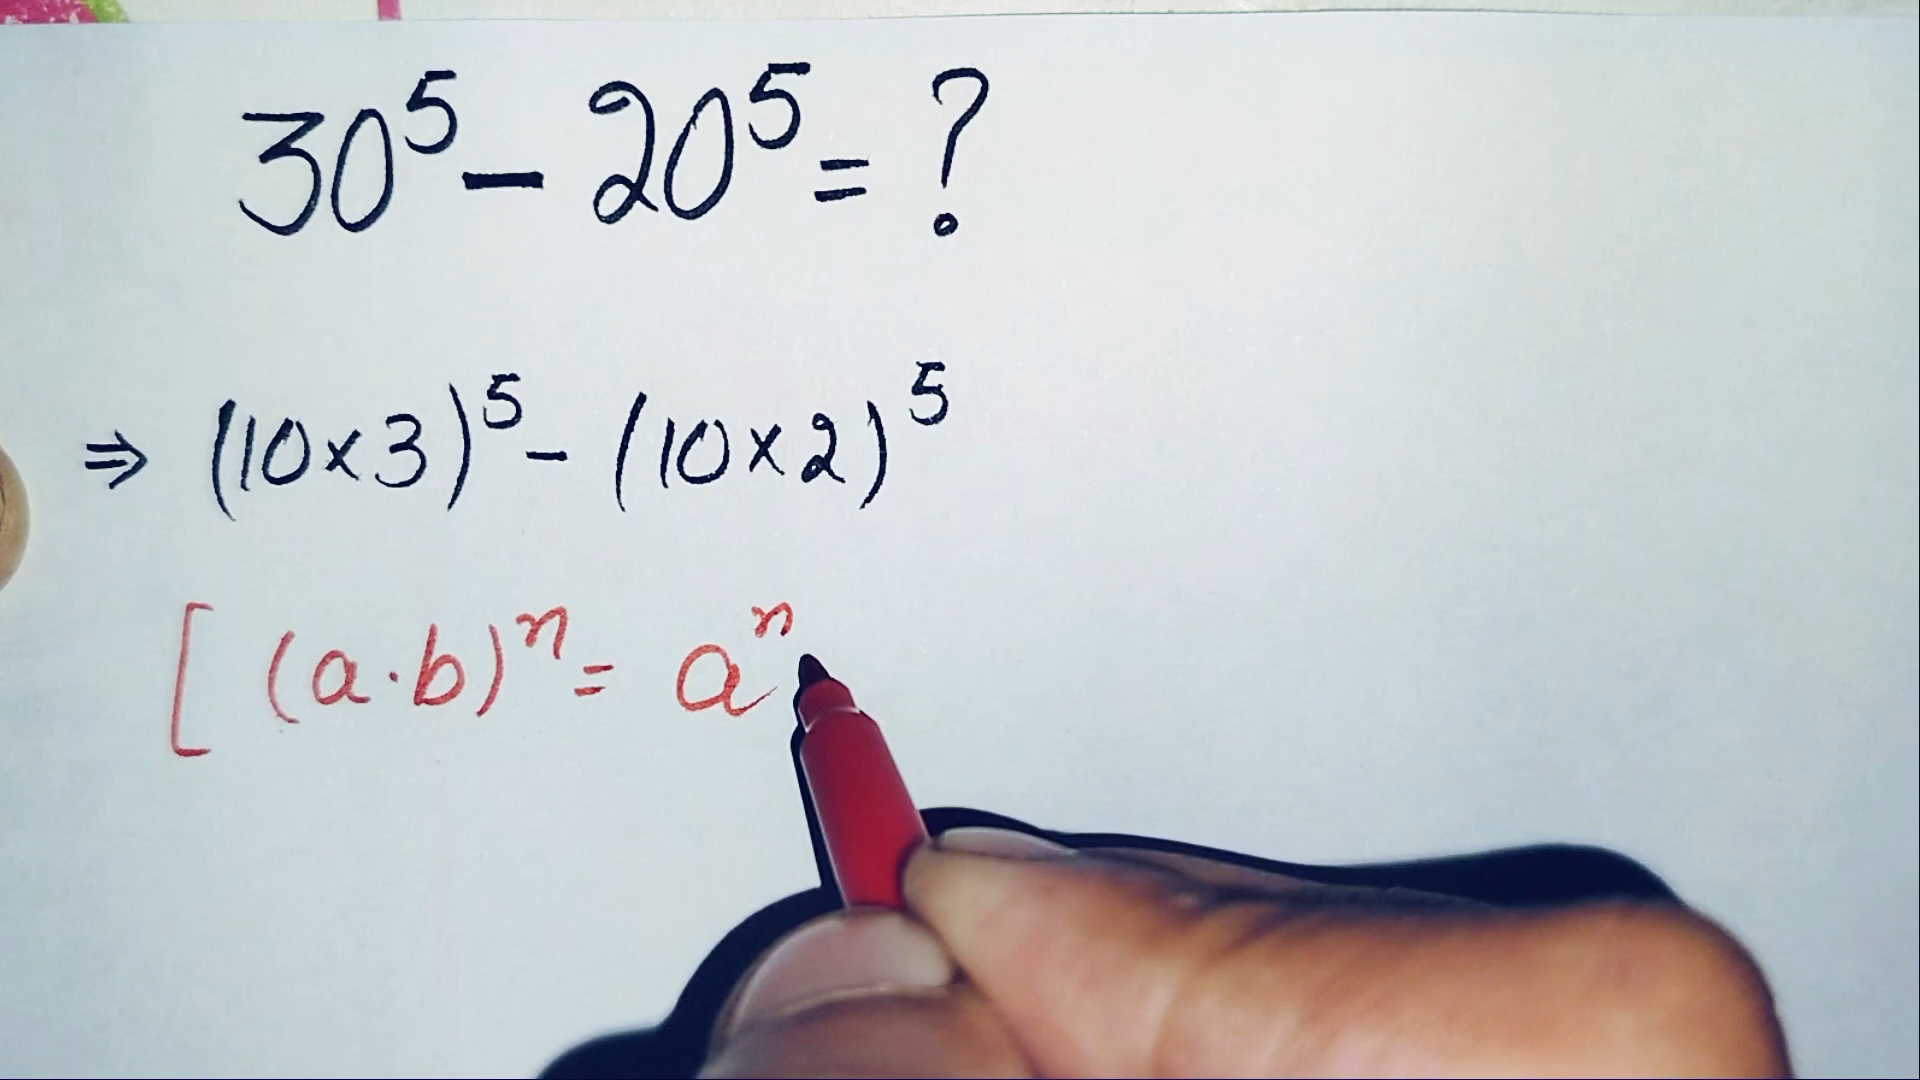 30⁵ - 20⁵ = ?
⇒ (10×3)⁵ - (10×2)⁵
[ (a·b)ⁿ = aⁿ